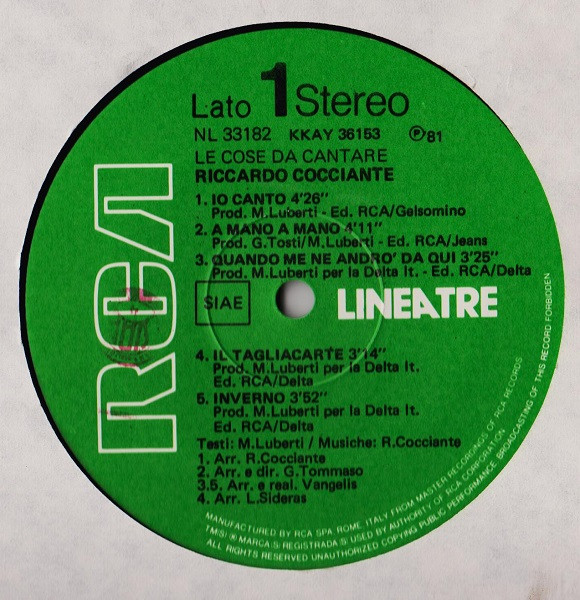 Lato 1 Stereo
NL 33182 KKAY 36153 Ⓟ81
LE COSE DA CANTARE
RICCARDO COCCIANTE
1. IO CANTO 4'26"
Prod. M.Luberti - Ed. RCA/Gelsomino
2. A MANO A MANO 4'11"
Prod. G.Tosti/M.Luberti - Ed. RCA/Jeans
3. QUANDO ME NE ANDRO' DA QUI 3'25"
Prod. M.Luberti per la Delta It. - Ed. RCA/Delta
SIAE
LINEATRE
RCA
4. IL TAGLIACARTE 3'14"
Prod. M.Luberti per la Delta It.
Ed. RCA/Delta
5. INVERNO 3'52"
Prod. M.Luberti per la Delta It.
Ed. RCA/Delta
Testi: M.Luberti / Musiche: R.Cocciante
1. Arr. R.Cocciante
2. Arr. e dir. G.Tommaso
3.5. Arr. e real. Vangelis
4. Arr. L.Sideras
MANUFACTURED BY RCA SPA ROME, ITALY FROM MASTER RECORDINGS OF RCA RECORDS
TM(S) ® MARCA(S) REGISTRADA(S) USED BY AUTHORITY OF RCA CORPORATION
ALL RIGHTS RESERVED UNAUTHORIZED COPYING PUBLIC PERFORMANCE BROADCASTING OF THIS RECORD FORBIDDEN